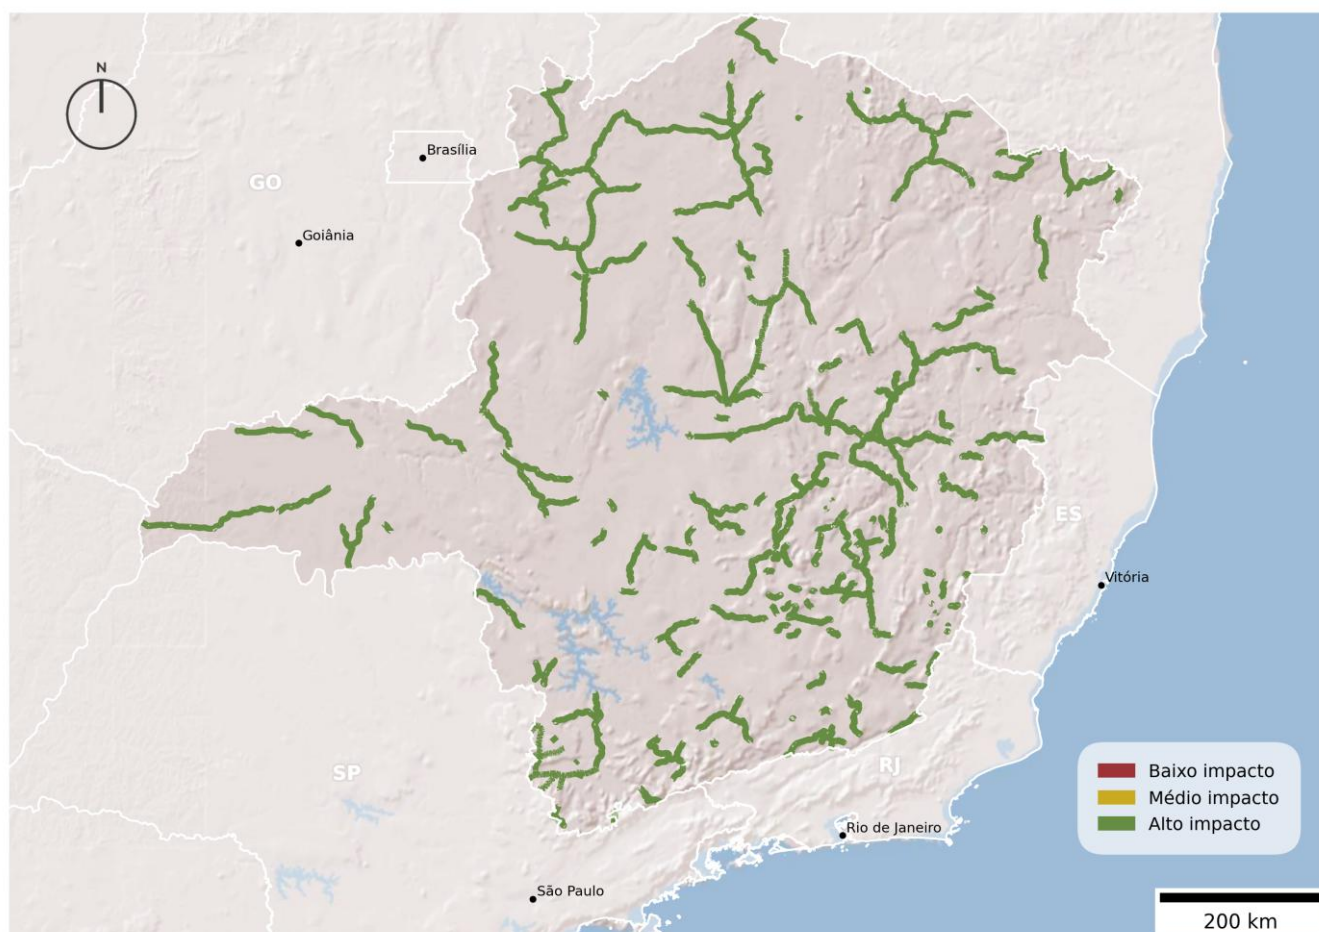 N
Brasília
GO
Goiânia
ES
Vitória
SP
RJ
Baixo impacto
Médio impacto
Alto impacto
Rio de Janeiro
São Paulo
200 km